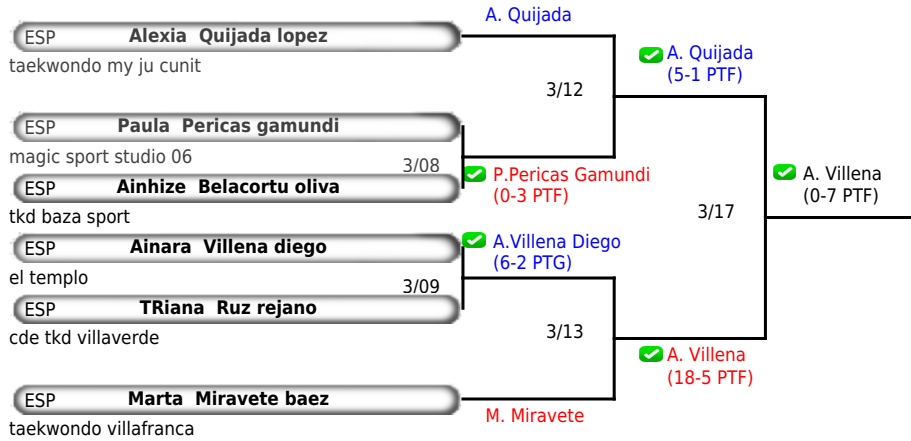 A. Quijada
ESP Alexia Quijada lopez
taekwondo my ju cunit
A. Quijada
(5-1 PTF)
3/12
ESP Paula Pericas gamundi
magic sport studio 06
3/08
P.Pericas Gamundi
(0-3 PTF)
ESP Ainhize Belacortu oliva
tkd baza sport
A. Villena
(0-7 PTF)
3/17
ESP Ainara Villena diego
el templo
A.Villena Diego
(6-2 PTG)
3/09
ESP TRiana Ruz rejano
cde tkd villaverde
3/13
A. Villena
(18-5 PTF)
ESP Marta Miravete baez
taekwondo villafranca
M. Miravete